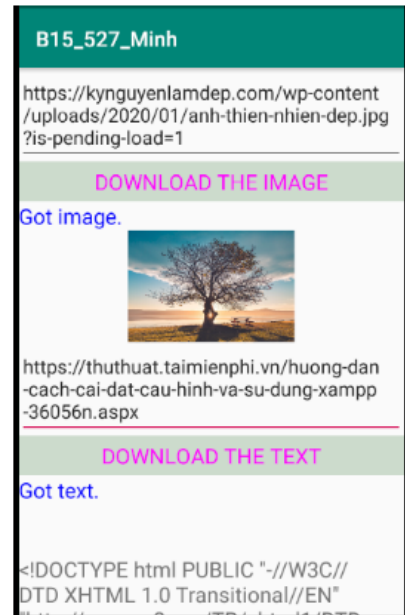 B15_527_Minh
https://kynguyenlamdep.com/wp-content
/uploads/2020/01/anh-thien-nhien-dep.jpg
?is-pending-load=1
DOWNLOAD THE IMAGE
Got image.
https://thuthuat.taimienphi.vn/huong-dan
-cach-cai-dat-cau-hinh-va-su-dung-xampp
-36056n.aspx
DOWNLOAD THE TEXT
Got text.
<!DOCTYPE html PUBLIC "-//W3C//
DTD XHTML 1.0 Transitional//EN"